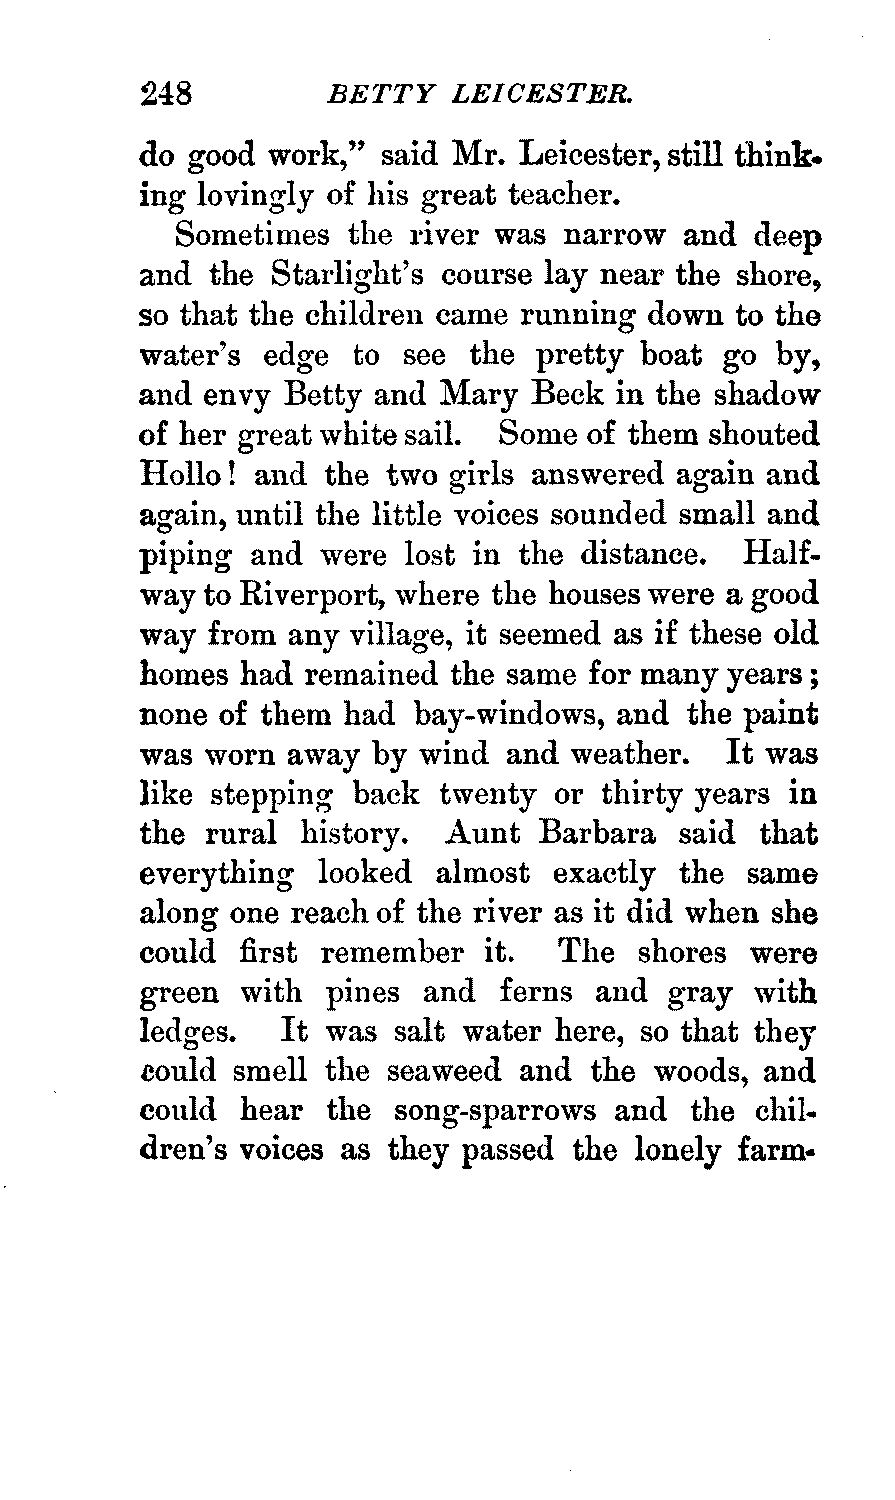 248 BETTY LEICESTER.
do good work,” said Mr. Leicester, still think-
ing lovingly of his great teacher.
Sometimes the river was narrow and deep
and the Starlight’s course lay near the shore,
so that the children came running down to the
water’s edge to see the pretty boat go by,
and envy Betty and Mary Beck in the shadow
of her great white sail. Some of them shouted
Hollo! and the two girls answered again and
again, until the little voices sounded small and
piping and were lost in the distance. Half-
way to Riverport, where the houses were a good
way from any village, it seemed as if these old
homes had remained the same for many years;
none of them had bay-windows, and the paint
was worn away by wind and weather. It was
like stepping back twenty or thirty years in
the rural history. Aunt Barbara said that
everything looked almost exactly the same
along one reach of the river as it did when she
could first remember it. The shores were
green with pines and ferns and gray with
ledges. It was salt water here, so that they
could smell the seaweed and the woods, and
could hear the song-sparrows and the chil-
dren’s voices as they passed the lonely farm-